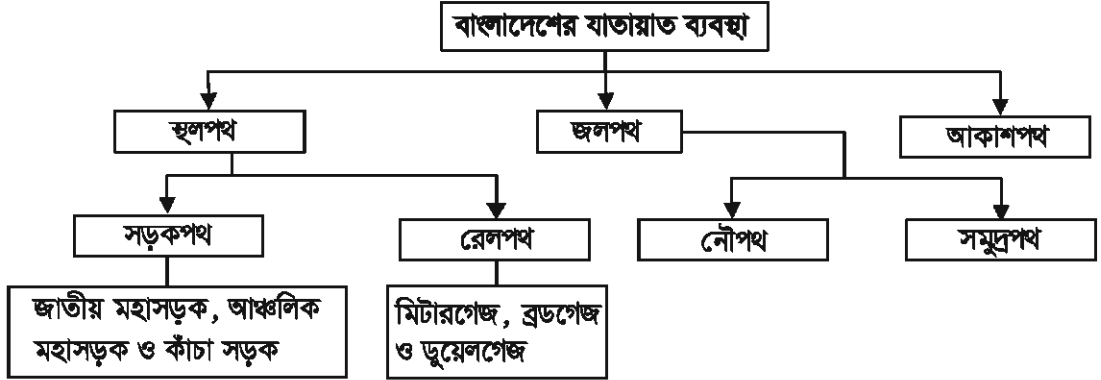 বাংলাদেশের যাতায়াত ব্যবস্থা
স্থলপথ
জলপথ
আকাশপথ
সড়কপথ
রেলপথ
নৌপথ
সমুদ্রপথ
জাতীয় মহাসড়ক, আঞ্চলিক
মহাসড়ক ও কাঁচা সড়ক
মিটারগেজ, ব্রডগেজ
ও ডুয়েলগেজ